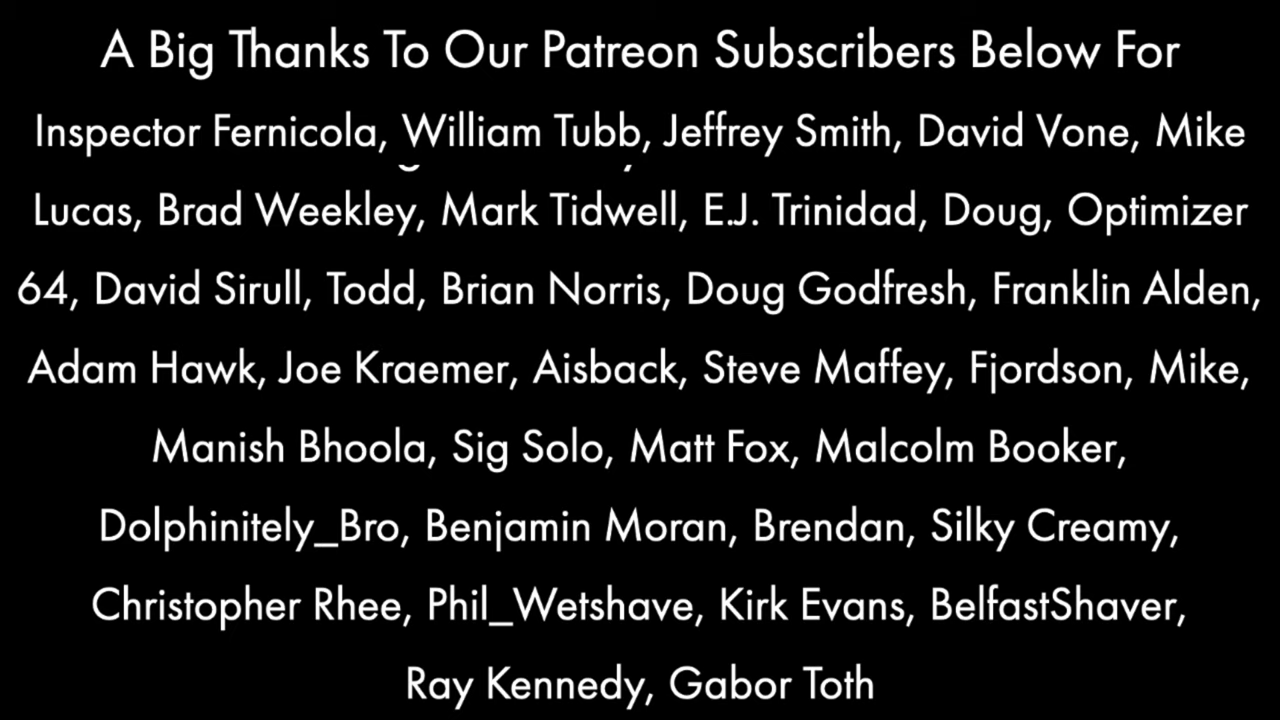 A Big Thanks To Our Patreon Subscribers Below For
Inspector Fernicola, William Tubb, Jeffrey Smith, David Vone, Mike
Lucas, Brad Weekley, Mark Tidwell, E.J. Trinidad, Doug, Optimizer
64, David Sirull, Todd, Brian Norris, Doug Godfresh, Franklin Alden,
Adam Hawk, Joe Kraemer, Aisback, Steve Maffey, Fjordson, Mike,
Manish Bhoola, Sig Solo, Matt Fox, Malcolm Booker,
Dolphinitely_Bro, Benjamin Moran, Brendan, Silky Creamy,
Christopher Rhee, Phil_Wetshave, Kirk Evans, BelfastShaver,
Ray Kennedy, Gabor Toth